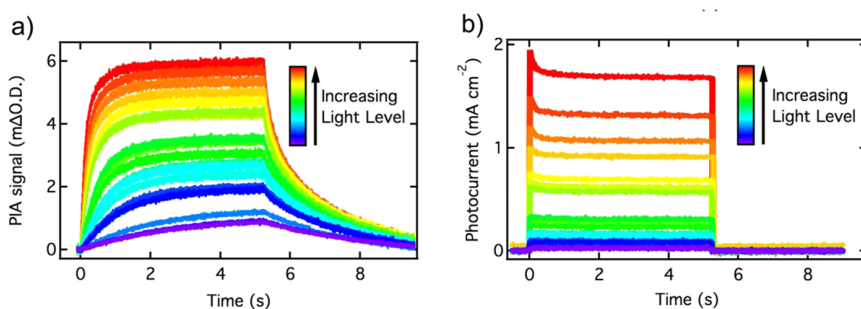 a)
PIA signal (mΔO.D.)
6
4
2
0
Increasing
Light Level
0 2 4 6 8
Time (s)
b)
Photocurrent (mA cm⁻²)
2
1
0
Increasing
Light Level
0 2 4 6 8
Time (s)